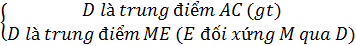 D là trung điểm AC (gt)
D là trung điểm ME (E đối xứng M qua D)